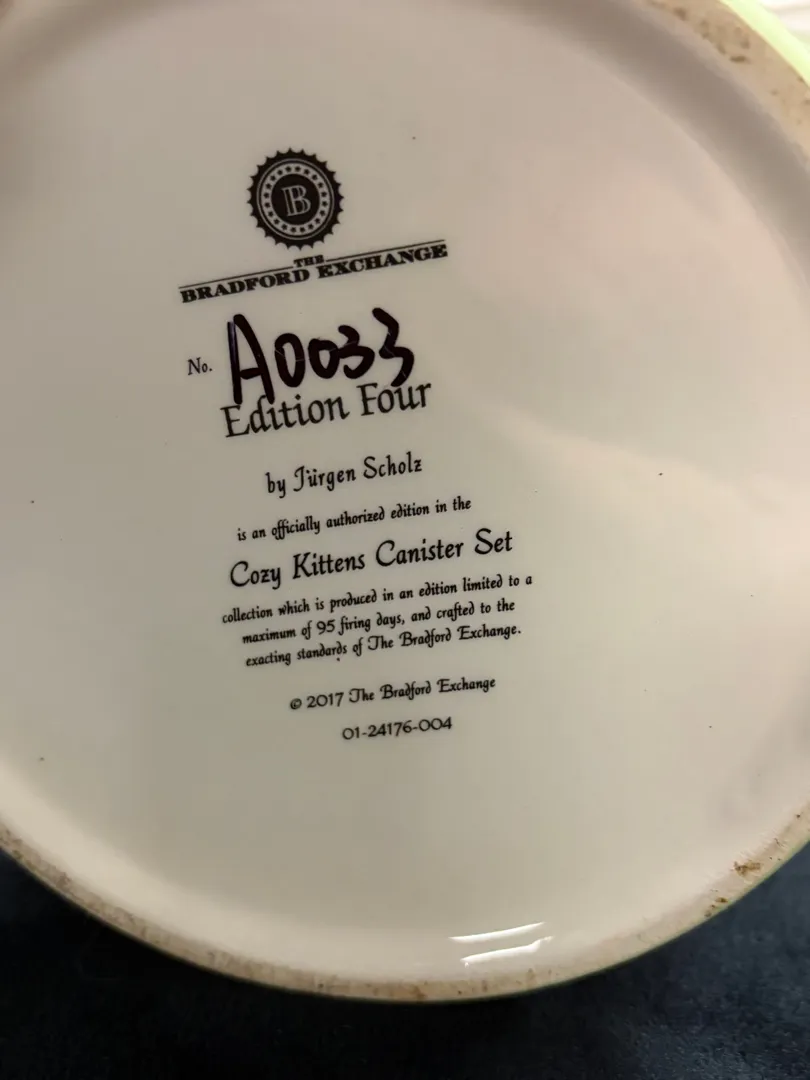 B
THE
BRADFORD EXCHANGE
No. A0033
Edition Four
by Jürgen Scholz
is an officially authorized edition in the
Cozy Kittens Canister Set
collection which is produced in an edition limited to a
maximum of 95 firing days, and crafted to the
exacting standards of The Bradford Exchange.
© 2017 The Bradford Exchange
01-24176-004